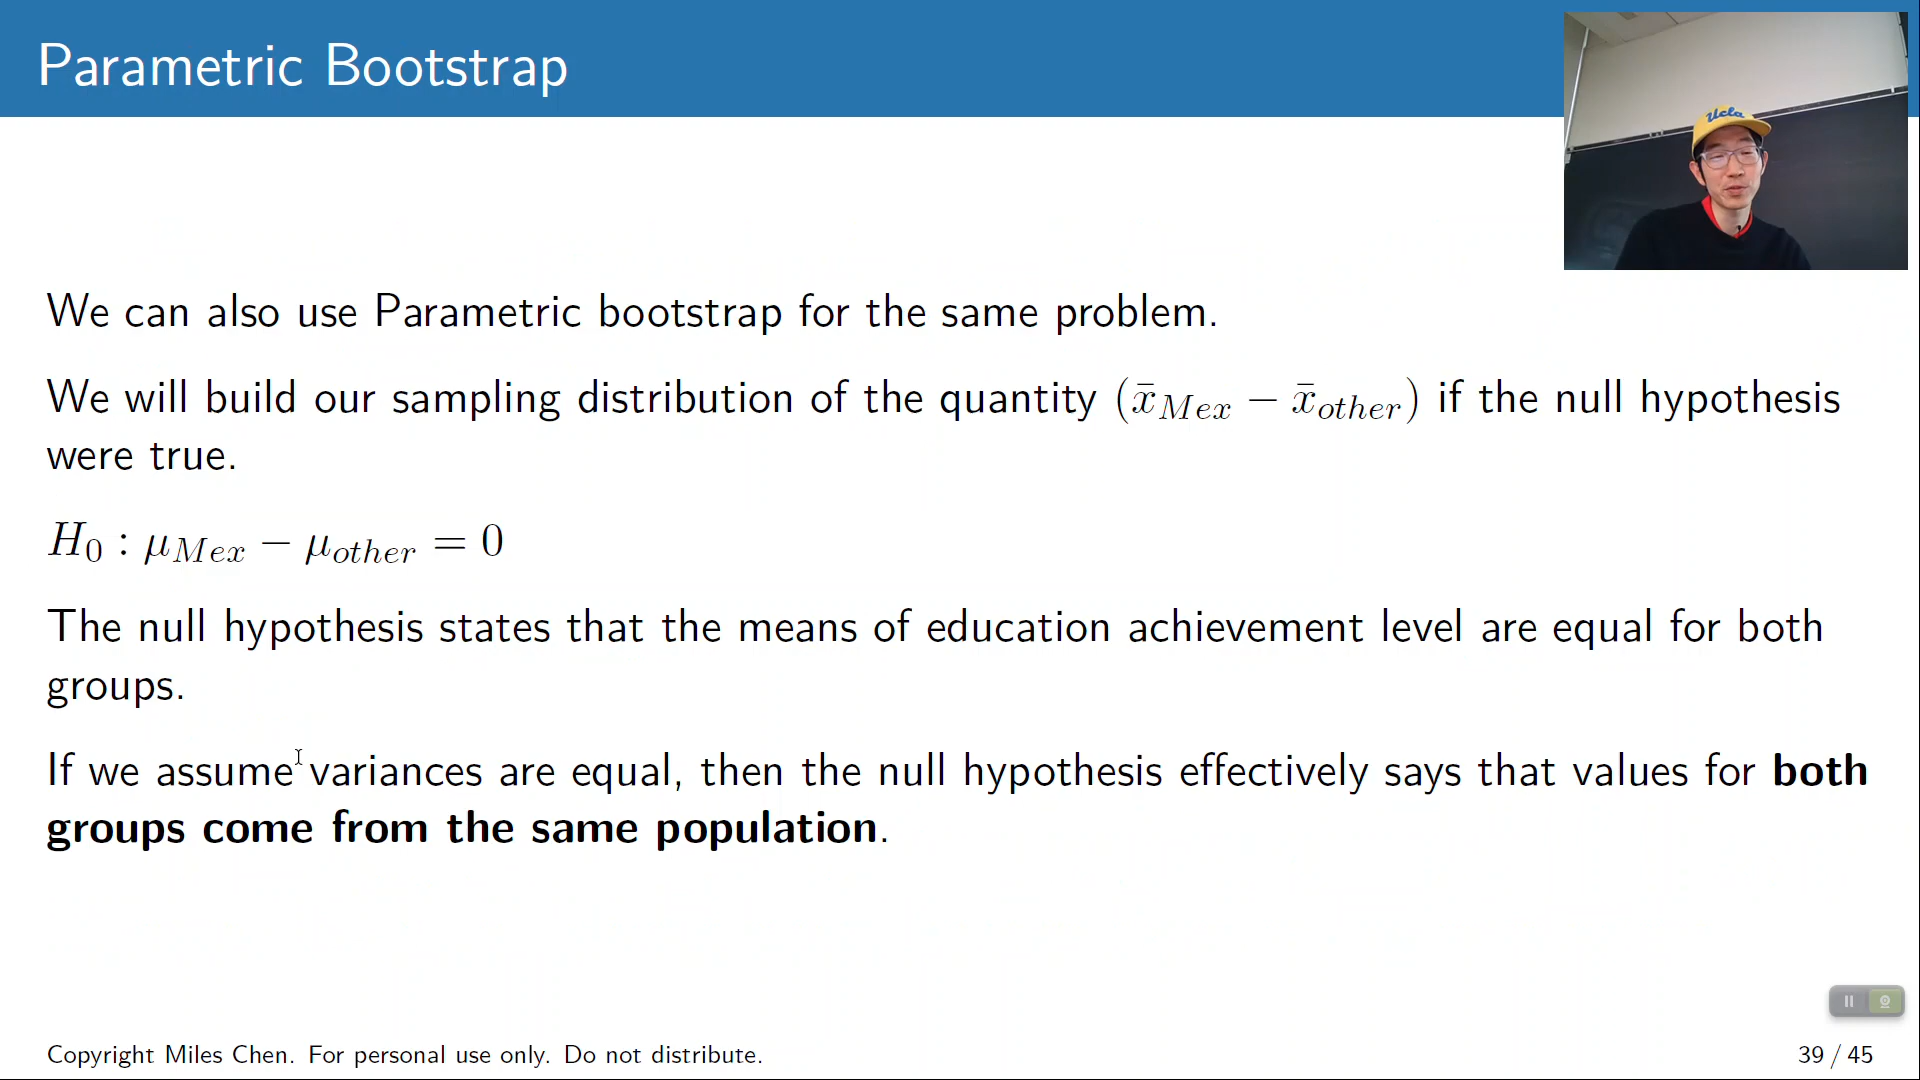 Parametric Bootstrap
Ucla
We can also use Parametric bootstrap for the same problem.
We will build our sampling distribution of the quantity (x̄_Mex − x̄_other) if the null hypothesis
were true.
H₀ : μ_Mex − μ_other = 0
The null hypothesis states that the means of education achievement level are equal for both
groups.
If we assume variances are equal, then the null hypothesis effectively says that values for both
groups come from the same population.
Copyright Miles Chen. For personal use only. Do not distribute.
39 / 45